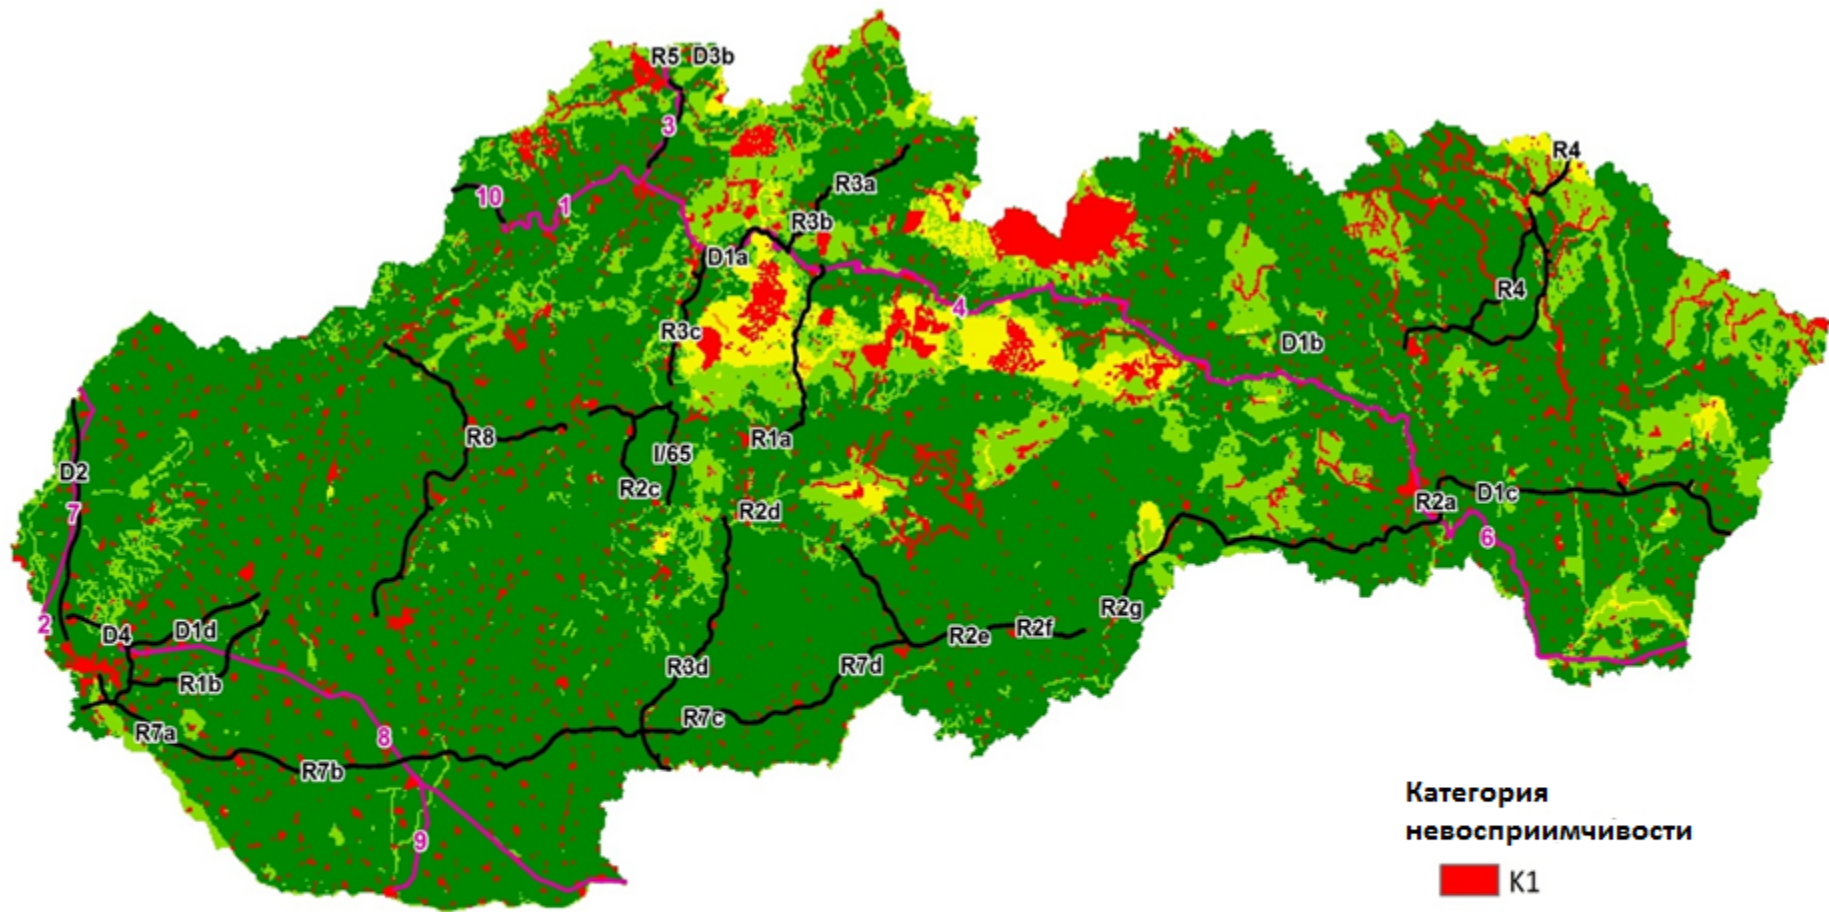 R5 D3b
3
R4
R3a
10
1
R3b
D1a
R4
4
R3c
D1b
R8
R1a
I/65
D2
R2c
D1c
R2a
R2d
7
6
R2g
2
D1d
D4
R2e
R2f
R3d
R7d
R1b
R7c
R7a
8
R7b
Категория
невосприимчивости
9
K1